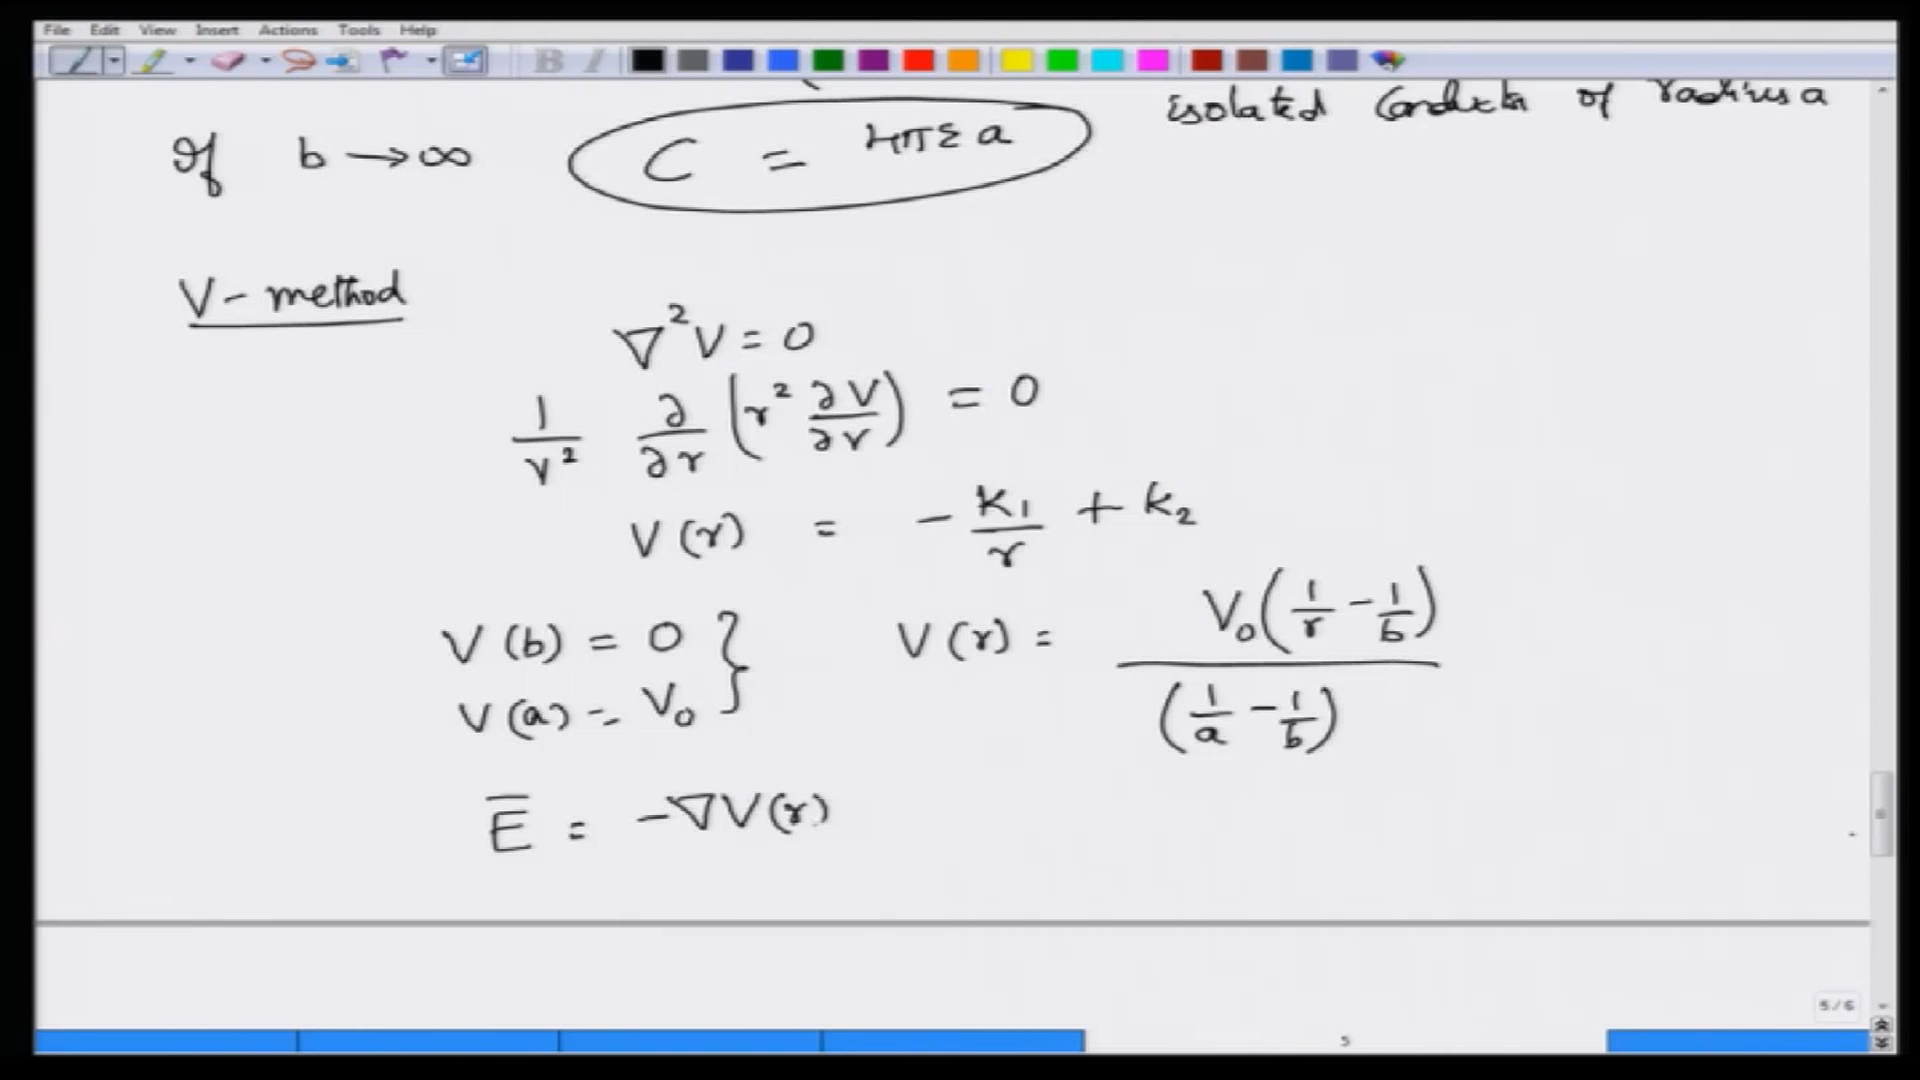 File Edit View Insert Actions Tools Help
B I
isolated Conductor of radius a
If b → ∞ C = 4πεa
V - method
∇²V = 0
1/r² ∂/∂r (r² ∂V/∂r) = 0
V(r) = - K₁/r + k₂
V(b) = 0 } V(r) = V₀(1/r - 1/b) / (1/a - 1/b)
V(a) = V₀
E̅ = -∇V(r)
5/6
5